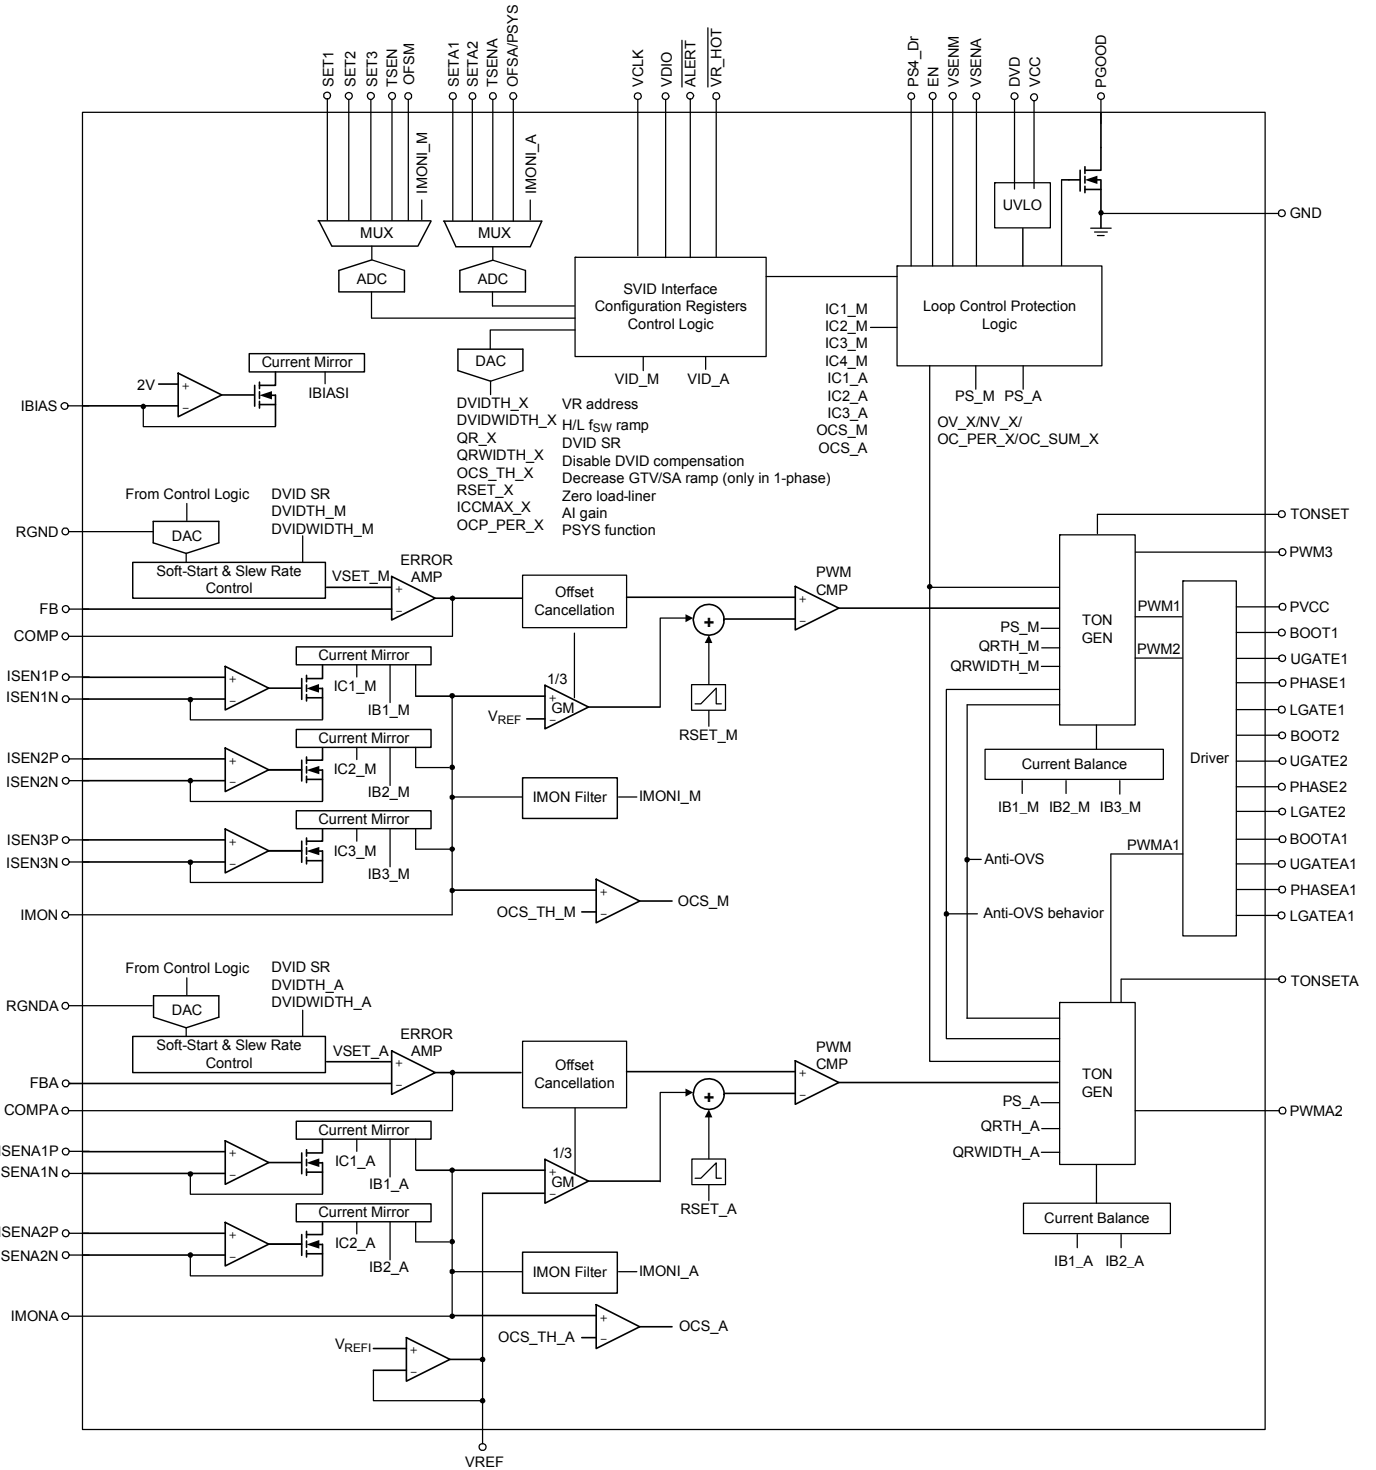 SET1
SET2
SET3
TSEN
OFSM
IMONI_M
SETA1
SETA2
TSENA
OFSA/PSYS
IMONI_A
VCLK
VDIO
ALERT
VR_HOT
PS4_Dr
EN
VSENM
VSENA
DVD
VCC
PGOOD
MUX
ADC
MUX
ADC
UVLO
GND
SVID Interface
Configuration Registers
Control Logic
VID_M
VID_A
Loop Control Protection
Logic
IC1_M
IC2_M
IC3_M
IC4_M
IC1_A
IC2_A
IC3_A
OCS_M
OCS_A
PS_M
PS_A
OV_X/NV_X/
OC_PER_X/OC_SUM_X
DAC
DVIDTH_X
DVIDWIDTH_X
QR_X
QRWIDTH_X
OCS_TH_X
RSET_X
ICCMAX_X
OCP_PER_X
VR address
H/L fSW ramp
DVID SR
Disable DVID compensation
Decrease GTV/SA ramp (only in 1-phase)
Zero load-liner
AI gain
PSYS function
Current Mirror
IBIASI
2V
+
−
IBIAS
From Control Logic
DVID SR
DVIDTH_M
DVIDWIDTH_M
RGND
DAC
Soft-Start & Slew Rate
Control
VSET_M
ERROR
AMP
+
−
FB
COMP
Offset
Cancellation
PWM
CMP
+
−
+
RSET_M
ISEN1P
ISEN1N
+
−
Current Mirror
IC1_M
IB1_M
1/3
+
GM
−
VREF
ISEN2P
ISEN2N
+
−
Current Mirror
IC2_M
IB2_M
IMON Filter
IMONI_M
ISEN3P
ISEN3N
+
−
Current Mirror
IC3_M
IB3_M
OCS_TH_M
+
−
OCS_M
IMON
TON
GEN
PS_M
QRTH_M
QRWIDTH_M
Current Balance
IB1_M
IB2_M
IB3_M
Anti-OVS
Anti-OVS behavior
PWM1
PWM2
PWMA1
Driver
TONSET
PWM3
PVCC
BOOT1
UGATE1
PHASE1
LGATE1
BOOT2
UGATE2
PHASE2
LGATE2
BOOTA1
UGATEA1
PHASEA1
LGATEA1
TONSETA
PWMA2
From Control Logic
DVID SR
DVIDTH_A
DVIDWIDTH_A
RGNDA
DAC
Soft-Start & Slew Rate
Control
VSET_A
ERROR
AMP
+
−
FBA
COMPA
Offset
Cancellation
PWM
CMP
+
−
+
RSET_A
ISENA1P
SENA1N
+
−
Current Mirror
IC1_A
IB1_A
1/3
+
GM
−
ISENA2P
SENA2N
+
−
Current Mirror
IC2_A
IB2_A
IMON Filter
IMONI_A
IMONA
OCS_TH_A
+
−
OCS_A
VREFI
+
−
VREF
TON
GEN
PS_A
QRTH_A
QRWIDTH_A
Current Balance
IB1_A
IB2_A